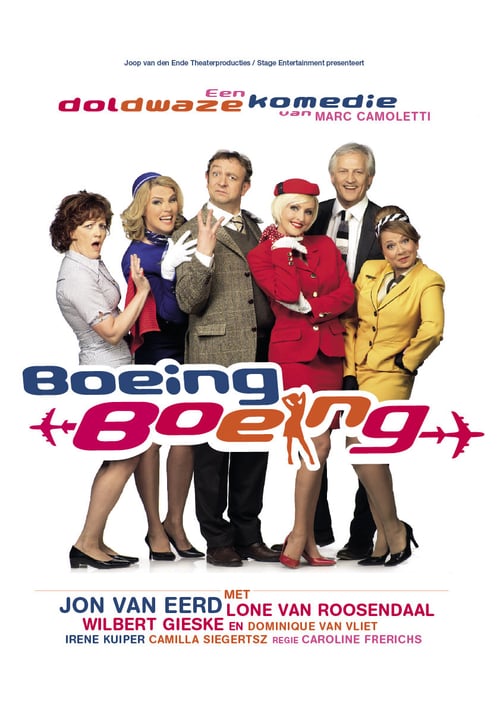 Joop van den Ende Theaterproducties / Stage Entertainment presenteert
Een
doldwaze komedie
van MARC CAMOLETTI
Boeing
Boeing
MET
JON VAN EERD LONE VAN ROOSENDAAL
WILBERT GIESKE EN DOMINIQUE VAN VLIET
IRENE KUIPER CAMILLA SIEGERTSZ REGIE CAROLINE FRERICHS